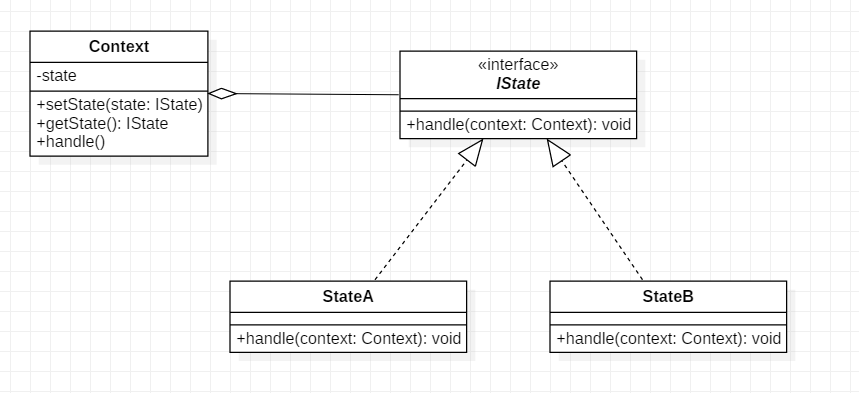 Context
-state
+setState(state: IState)
+getState(): IState
+handle()
«interface»
IState
+handle(context: Context): void
StateA
+handle(context: Context): void
StateB
+handle(context: Context): void